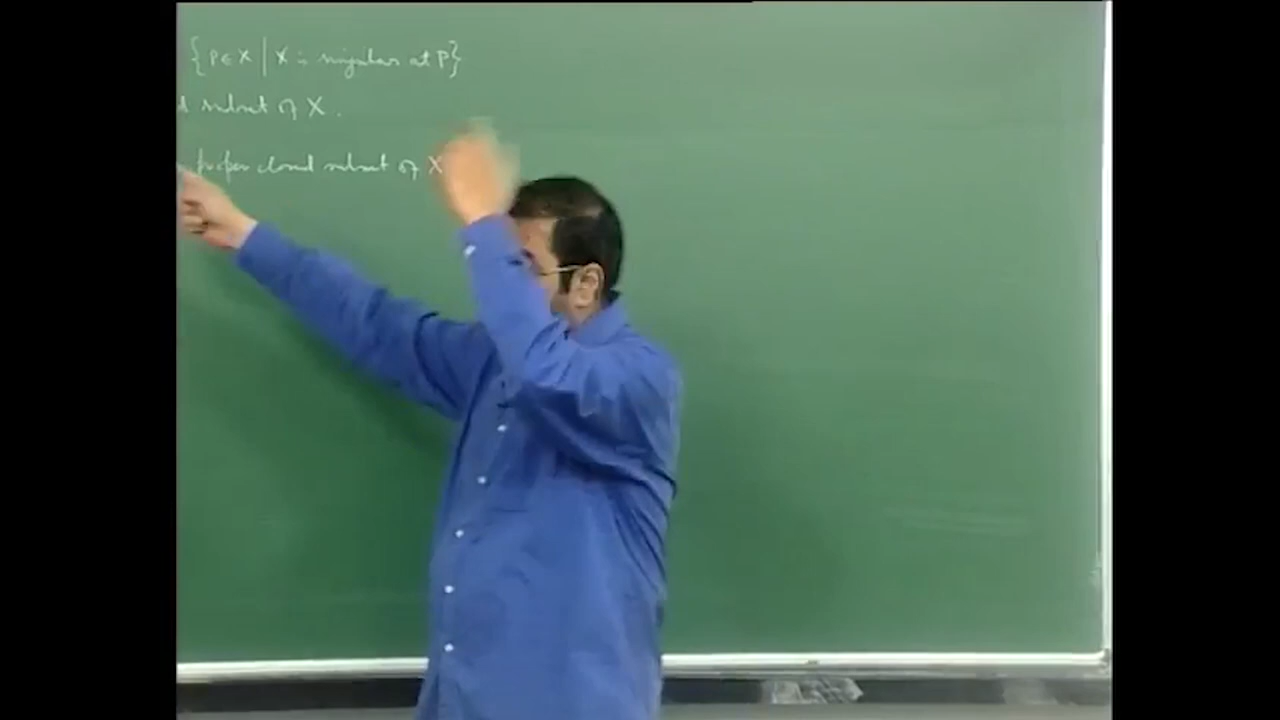 {P ∈ X | X is singular at P}
subset of X.
proper closed subset of X